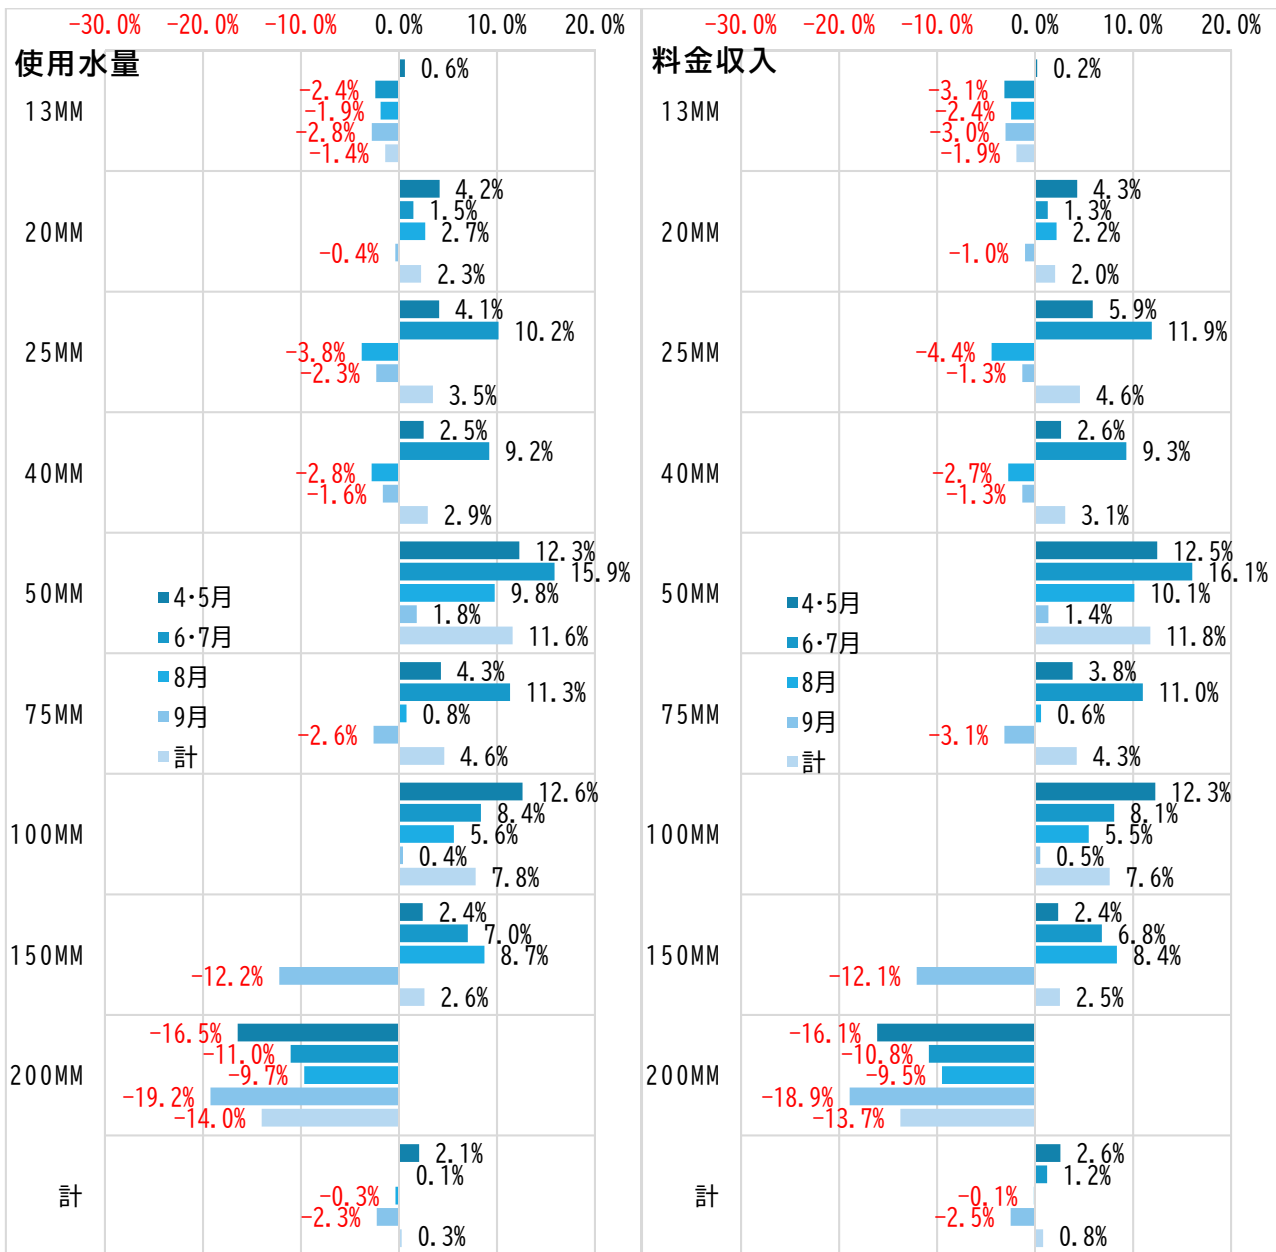 -30.0% -20.0% -10.0% 0.0% 10.0% 20.0%
使用水量
13MM
0.6%
-2.4%
-1.9%
-2.8%
-1.4%
20MM
4.2%
1.5%
2.7%
-0.4%
2.3%
25MM
4.1%
10.2%
-3.8%
-2.3%
3.5%
40MM
2.5%
9.2%
-2.8%
-1.6%
2.9%
50MM
12.3%
15.9%
9.8%
1.8%
11.6%
75MM
4.3%
11.3%
0.8%
-2.6%
4.6%
100MM
12.6%
8.4%
5.6%
0.4%
7.8%
150MM
2.4%
7.0%
8.7%
-12.2%
2.6%
200MM
-16.5%
-11.0%
-9.7%
-19.2%
-14.0%
計
2.1%
0.1%
-0.3%
-2.3%
0.3%
4・5月
6・7月
8月
9月
計
-30.0% -20.0% -10.0% 0.0% 10.0% 20.0%
料金収入
13MM
0.2%
-3.1%
-2.4%
-3.0%
-1.9%
20MM
4.3%
1.3%
2.2%
-1.0%
2.0%
25MM
5.9%
11.9%
-4.4%
-1.3%
4.6%
40MM
2.6%
9.3%
-2.7%
-1.3%
3.1%
50MM
12.5%
16.1%
10.1%
1.4%
11.8%
75MM
3.8%
11.0%
0.6%
-3.1%
4.3%
100MM
12.3%
8.1%
5.5%
0.5%
7.6%
150MM
2.4%
6.8%
8.4%
-12.1%
2.5%
200MM
-16.1%
-10.8%
-9.5%
-18.9%
-13.7%
計
2.6%
1.2%
-0.1%
-2.5%
0.8%
4・5月
6・7月
8月
9月
計